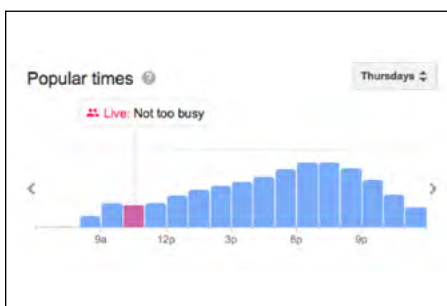 Popular times ?
Thursdays
Live: Not too busy
9a 12p 3p 6p 9p